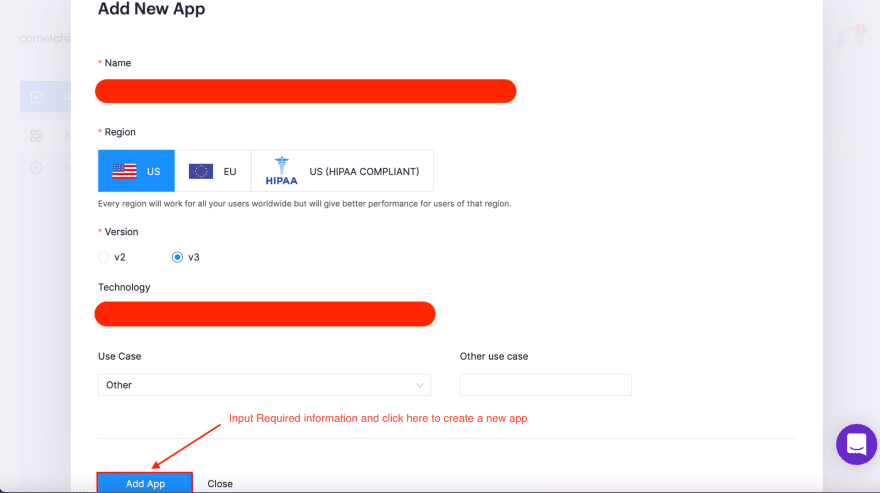 Add New App
cometcha
* Name
* Region
US
EU
HIPAA
US (HIPAA COMPLIANT)
Every region will work for all your users worldwide but will give better performance for users of that region.
* Version
v2
v3
Technology
Use Case
Other use case
Other
Input Required information and click here to create a new app
Add App
Close